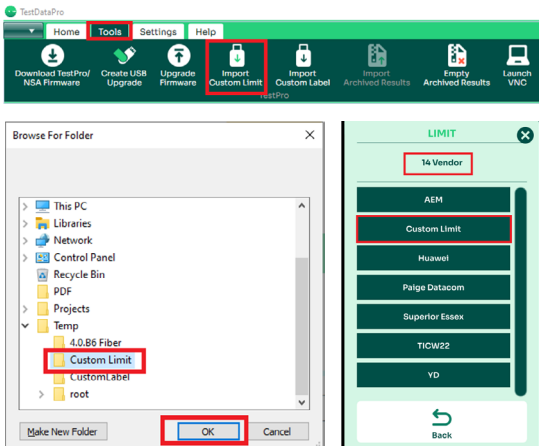 TestDataPro
Home Tools Settings Help
Download TestPro/
NSA Firmware
Create USB
Upgrade
Upgrade
Firmware
Import
Custom Limit
Import
Custom Label
Import
Archived Results
Empty
Archived Results
Launch
VNC
TestPro
Browse For Folder
This PC
Libraries
Network
Control Panel
Recycle Bin
PDF
Projects
Temp
4.0.B6 Fiber
Custom Limit
CustomLabel
root
Make New Folder
OK
Cancel
LIMIT
14 Vendor
AEM
Custom Limit
Huawei
Paige Datacom
Superior Essex
TICW22
YD
Back